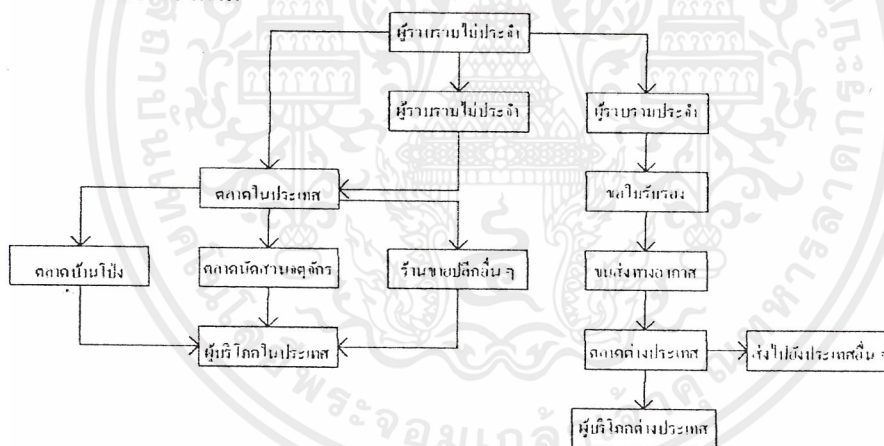 ผู้รวบรวมไม่ประจำ
ผู้รวบรวมไม่ประจำ
ผู้รวบรวมประจำ
ตลาดในประเทศ
ขอใบรับรอง
ตลาดบ้านโป่ง
ตลาดนัดสวนจตุจักร
ร้านขายปลีกอื่น ๆ
ขนส่งทางอากาศ
ผู้บริโภคในประเทศ
ตลาดต่างประเทศ
ส่งไปยังประเทศอื่น ๆ
ผู้บริโภคต่างประเทศ